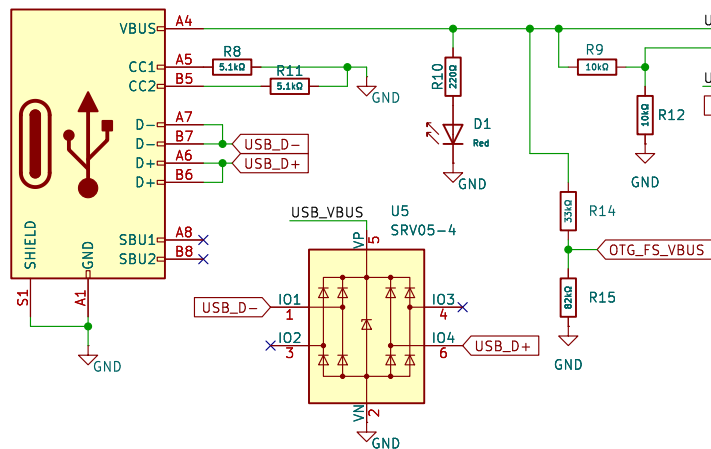 VBUS A4
CC1 A5
CC2 B5
D- A7
D- B7
D+ A6
D+ B6
SBU1 A8
SBU2 B8
SHIELD
GND
S1
A1
GND
R8
5.1kΩ
R11
5.1kΩ
GND
USB_D-
USB_D+
R10
220Ω
D1
Red
GND
R9
10kΩ
R12
10kΩ
GND
R14
33kΩ
OTG_FS_VBUS
R15
82kΩ
GND
USB_VBUS
U5
SRV05-4
VP
5
USB_D-
IO1
1
IO2
3
IO3
4
IO4
6
USB_D+
VN
2
GND